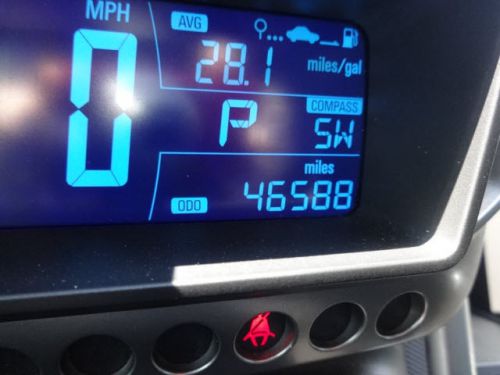 MPH
AVG
28.1 miles/gal
0
P
COMPASS
SW
miles
ODO 46588